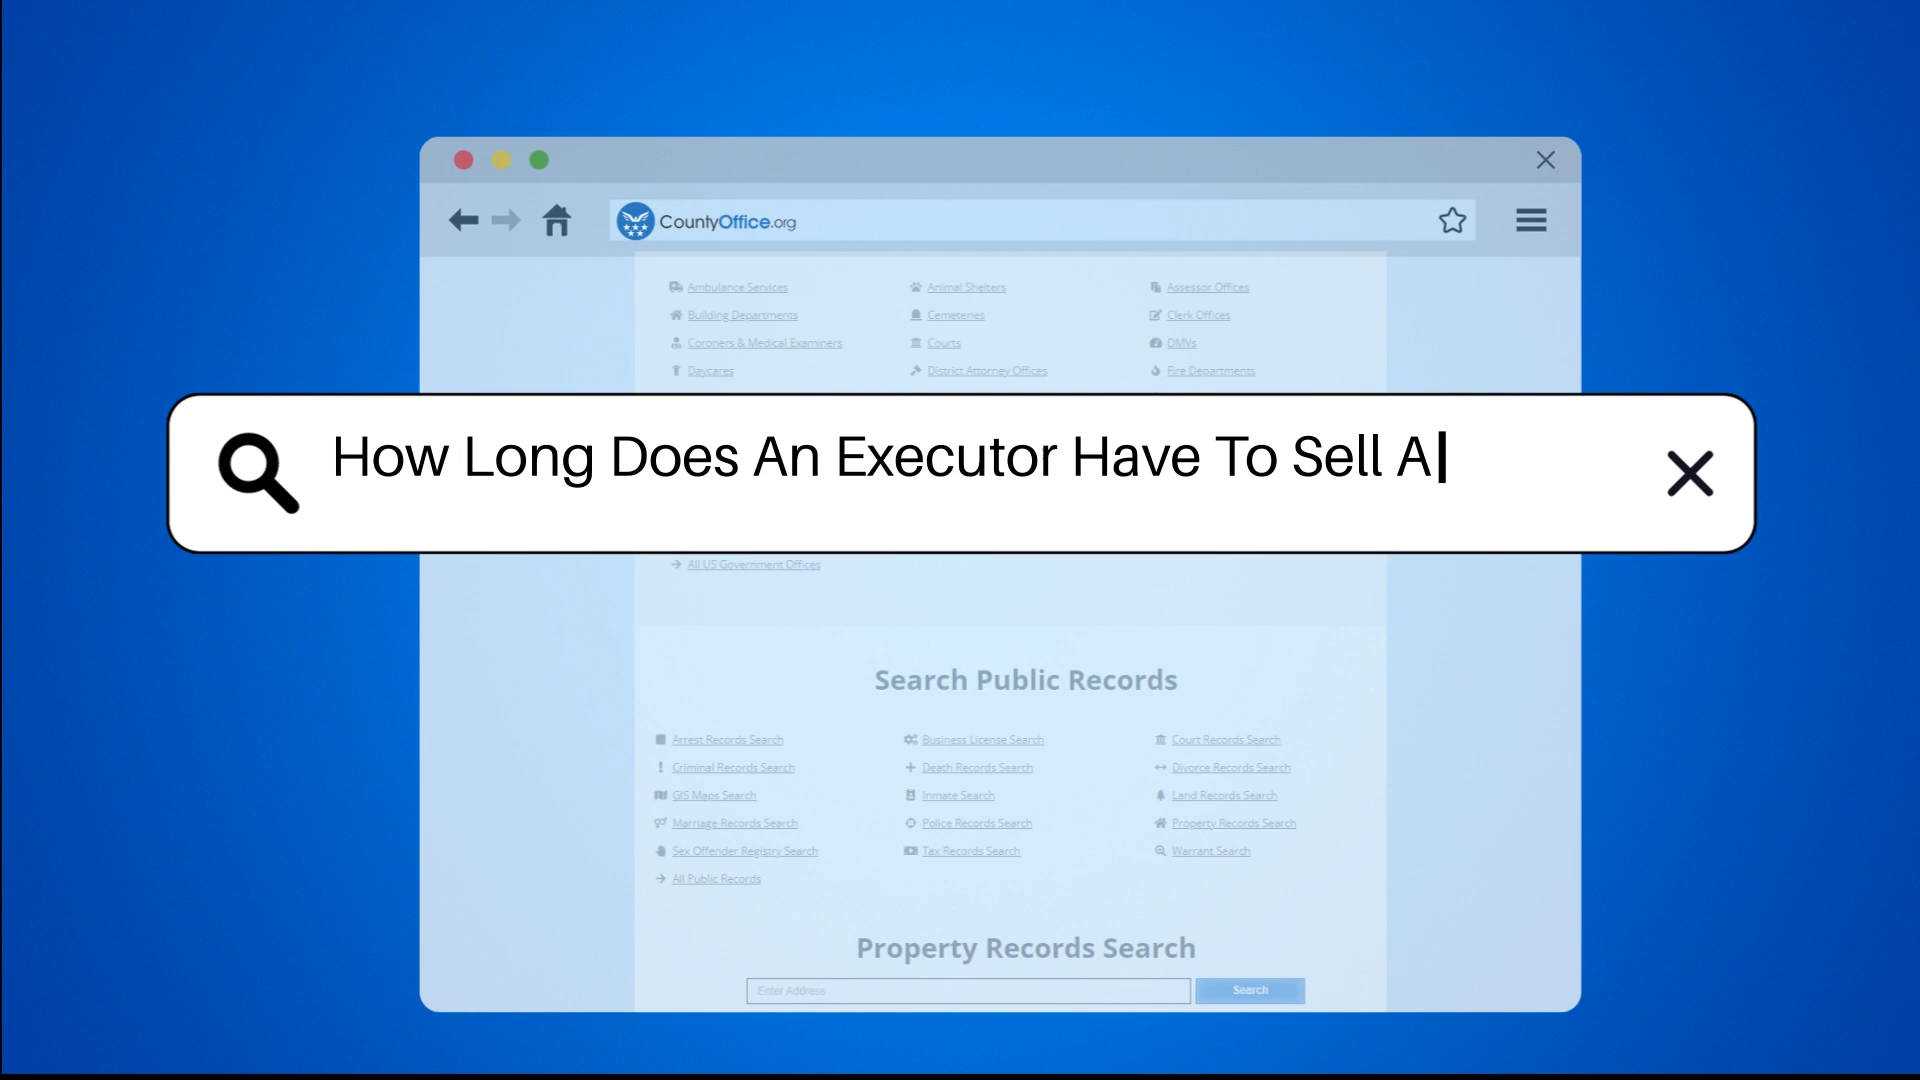 CountyOffice.org
Ambulance Services
Animal Shelters
Assessor Offices
Building Departments
Cemeteries
Clerk Offices
Coroners & Medical Examiners
Courts
DMVs
Daycares
District Attorney Offices
Fire Departments
How Long Does An Executor Have To Sell A
All US Government Offices
Search Public Records
Arrest Records Search
Business License Search
Court Records Search
Criminal Records Search
Death Records Search
Divorce Records Search
GIS Maps Search
Inmate Search
Land Records Search
Marriage Records Search
Police Records Search
Property Records Search
Sex Offender Registry Search
Tax Records Search
Warrant Search
All Public Records
Property Records Search
Enter Address
Search